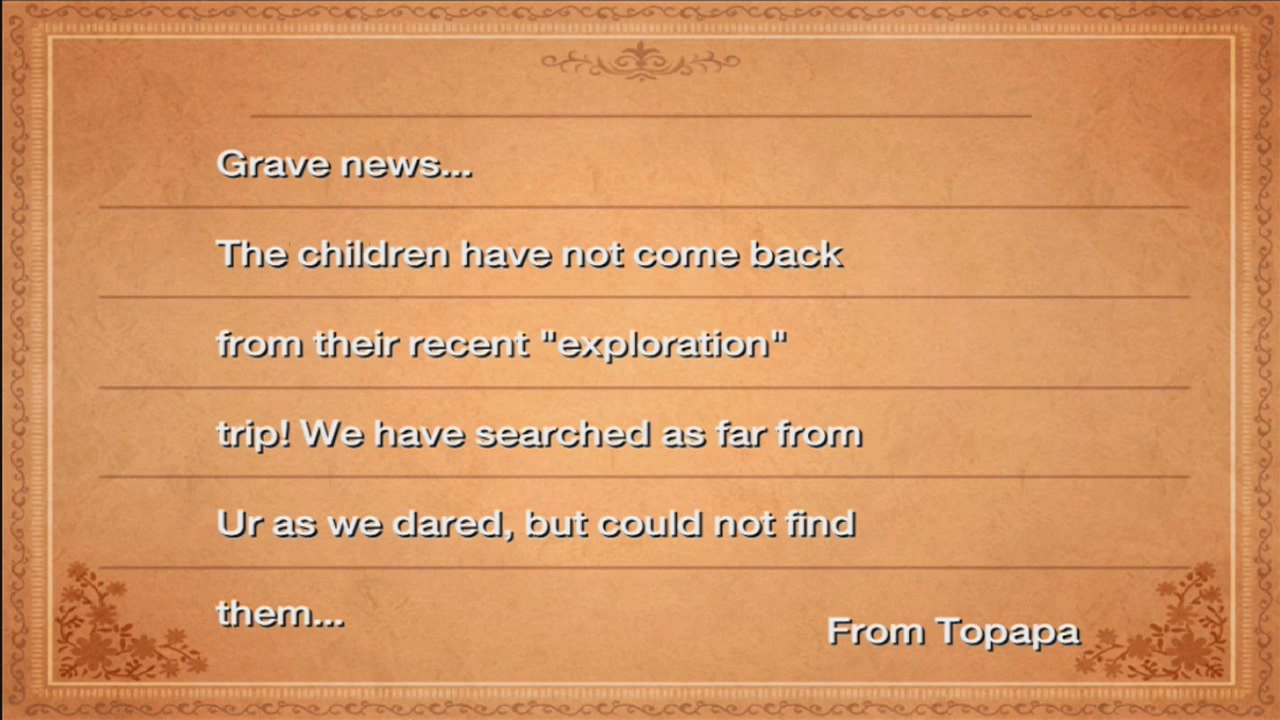 Grave news...
The children have not come back
from their recent "exploration"
trip! We have searched as far from
Ur as we dared, but could not find
them...
From Topapa